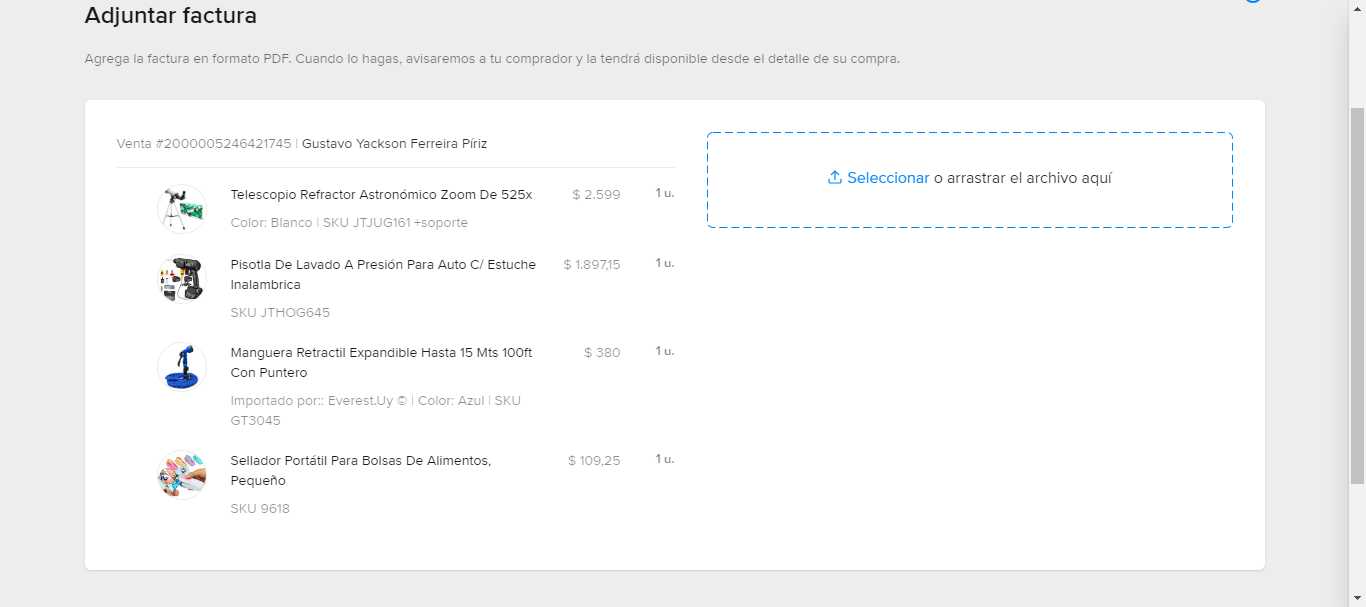 Adjuntar factura
Agrega la factura en formato PDF. Cuando lo hagas, avisaremos a tu comprador y la tendrá disponible desde el detalle de su compra.
Venta #2000005246421745 | Gustavo Yackson Ferreira Píriz
Seleccionar o arrastrar el archivo aquí
Telescopio Refractor Astronómico Zoom De 525x $ 2.599 1 u.
Color: Blanco | SKU JTJUG161 +soporte
Pisotla De Lavado A Presión Para Auto C/ Estuche $ 1.897,15 1 u.
Inalambrica
SKU JTHOG645
Manguera Retractil Expandible Hasta 15 Mts 100ft $ 380 1 u.
Con Puntero
Importado por:: Everest.Uy © | Color: Azul | SKU
GT3045
Sellador Portátil Para Bolsas De Alimentos, $ 109,25 1 u.
Pequeño
SKU 9618